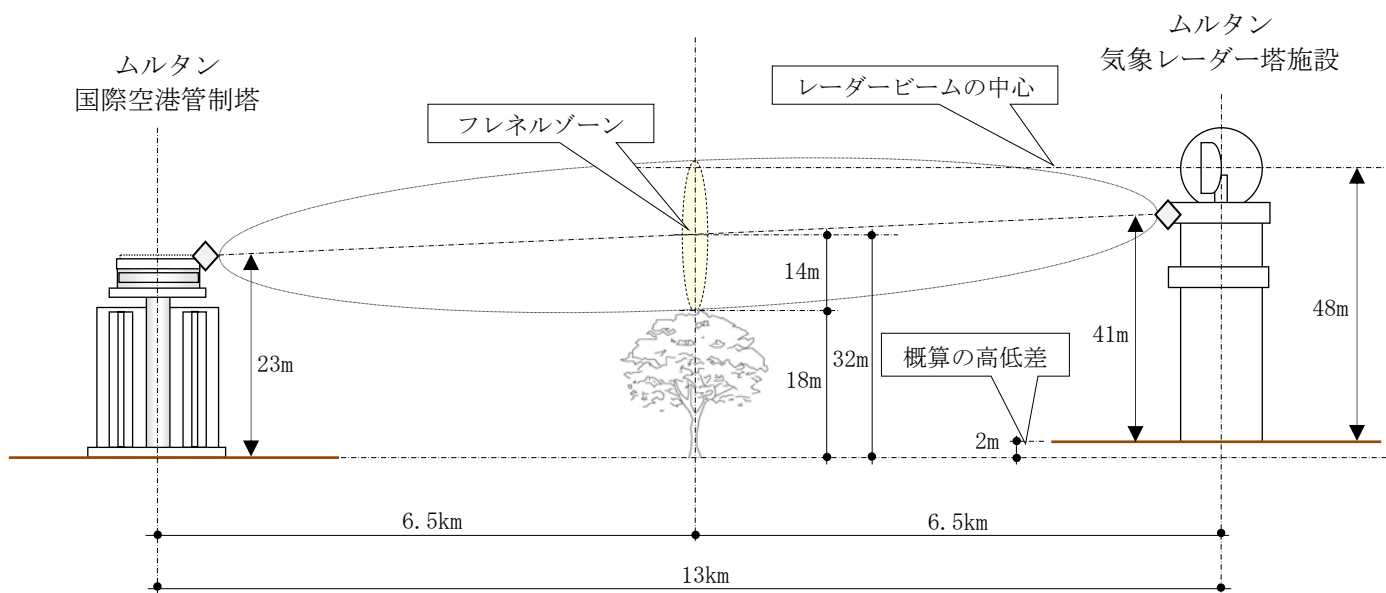 ムルタン
気象レーダー塔施設
ムルタン
国際空港管制塔
レーダービームの中心
フレネルゾーン
14m
23m
18m
32m
概算の高低差
2m
41m
48m
6.5km
6.5km
13km